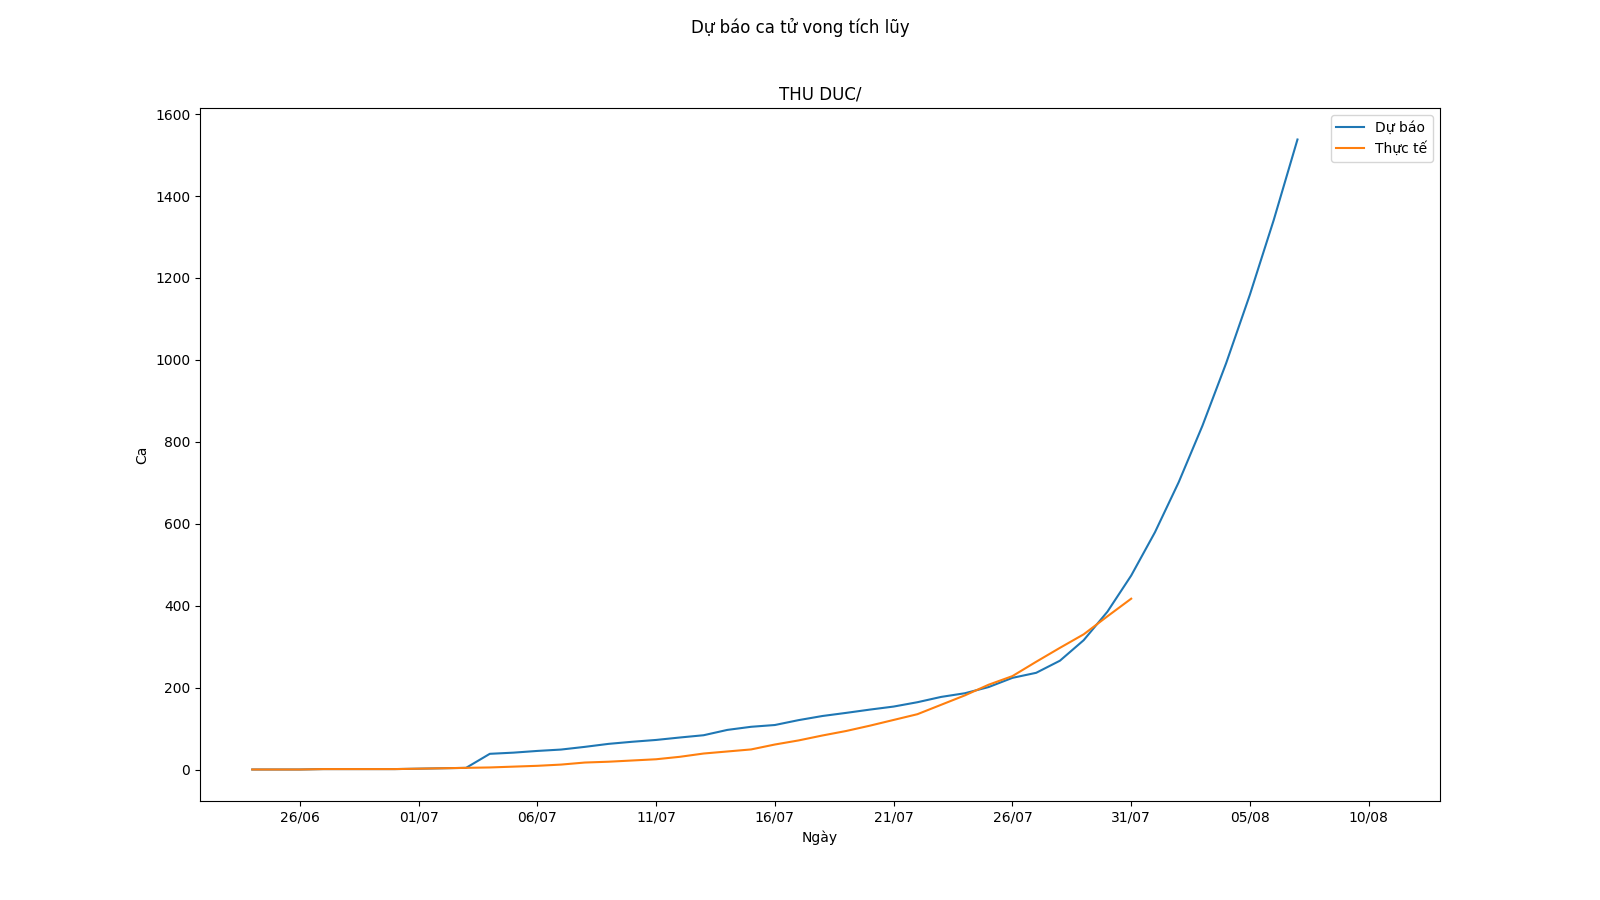 Dự báo ca tử vong tích lũy
THU DUC/
1600
1400
1200
1000
800
600
400
200
0
Ca
Dự báo
Thực tế
26/06 01/07 06/07 11/07 16/07 21/07 26/07 31/07 05/08 10/08
Ngày